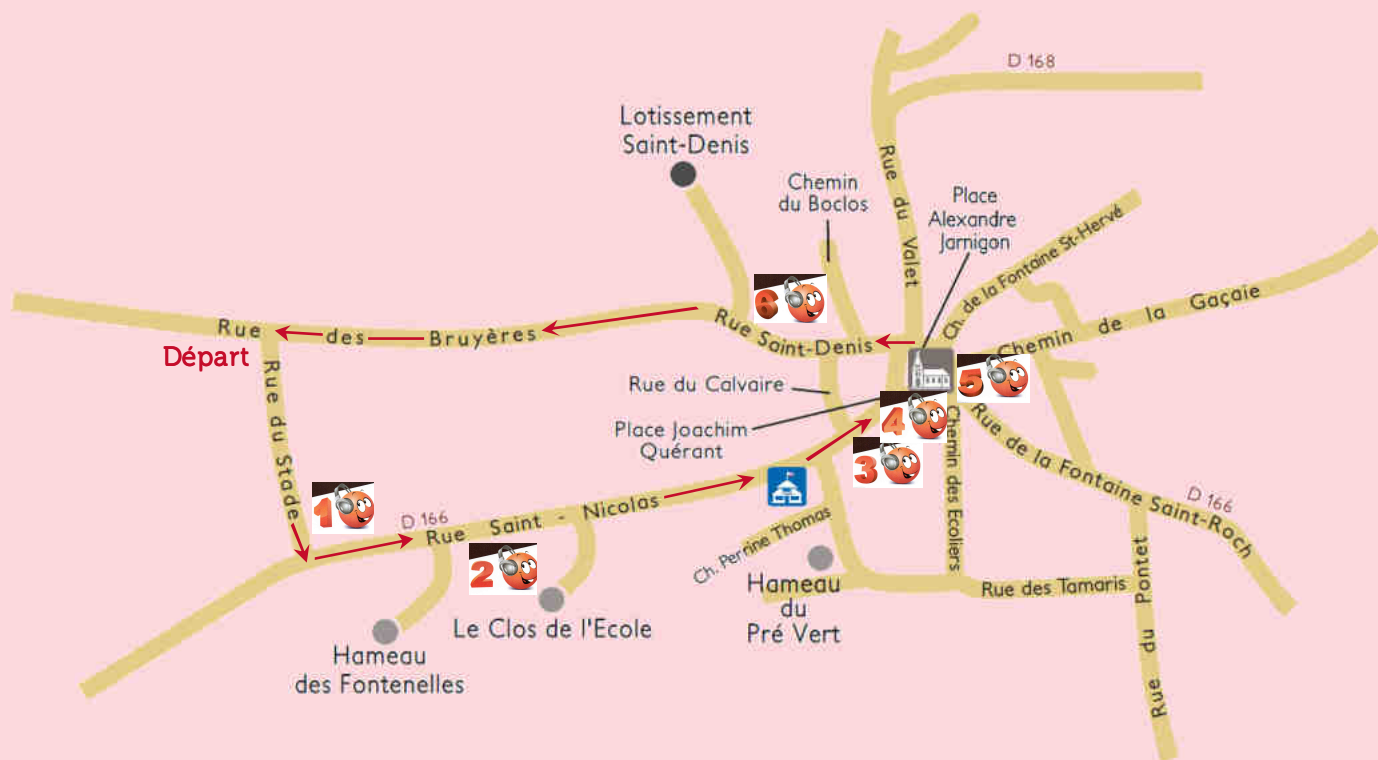 D 168
Lotissement
Saint-Denis
Chemin
du Boclos
Place
Alexandre
Jarnigon
Rue du Valet
Ch. de la Fontaine St-Hervé
Chemin de la Gaçaie
6
Rue des Bruyères
Départ
Rue Saint-Denis
Rue du Calvaire
5
4
Place Joachim
Quérant
3
Rue du Stade
1
D 166
Rue Saint - Nicolas
2
Chemin des Ecoliers
Rue de la Fontaine Saint-Roch
D 166
Ch. Perrine Thomas
Hameau
du
Pré Vert
Rue des Tamaris
Rue du Pontet
Le Clos de l'Ecole
Hameau
des Fontenelles